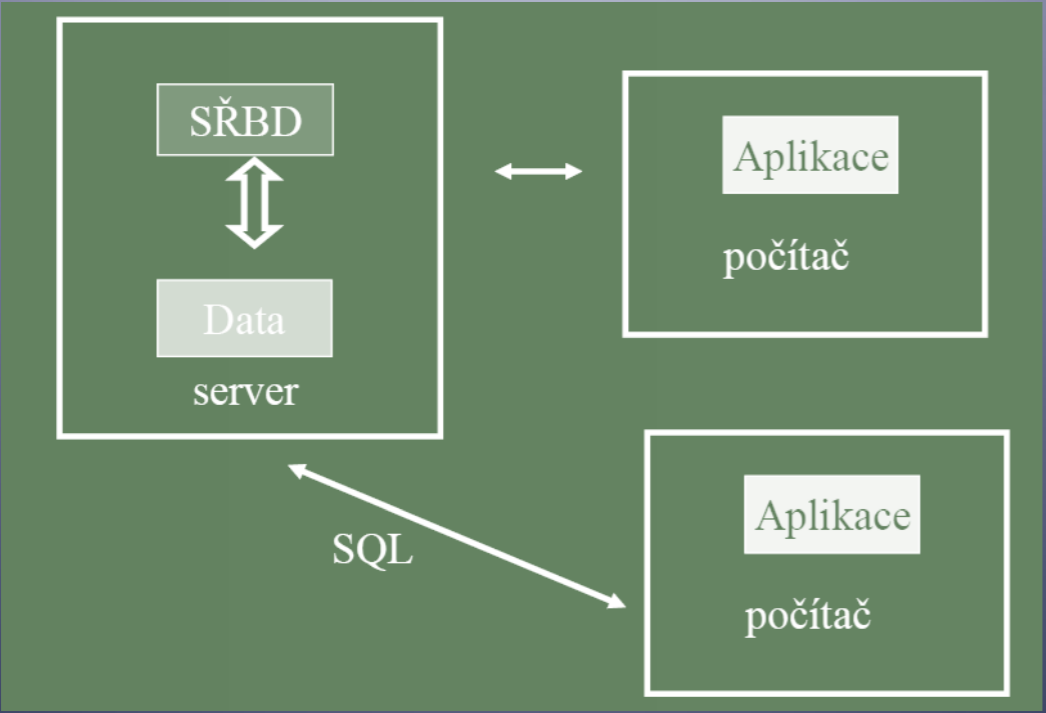 SŘBD
Data
server
Aplikace
počítač
SQL
Aplikace
počítač